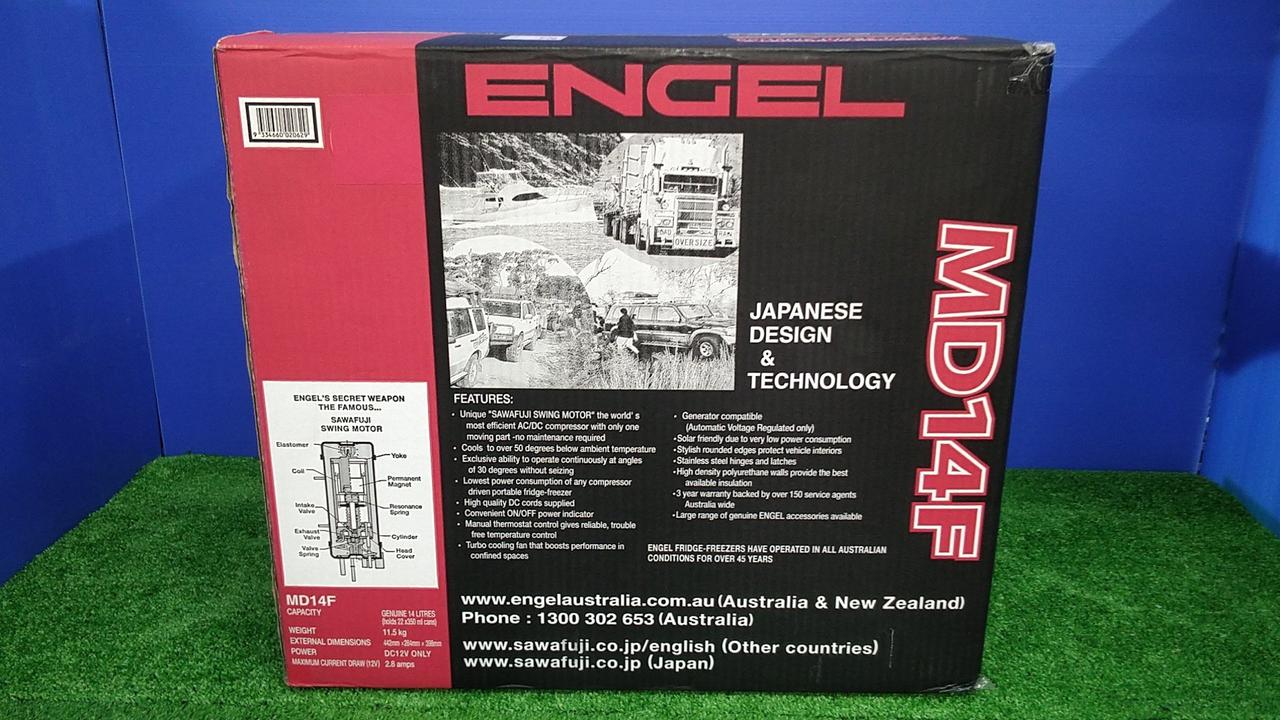 ENGEL
9 334660 020629
OVERSIZE
JAPANESE
DESIGN
&
TECHNOLOGY
MD14F
ENGEL'S SECRET WEAPON
THE FAMOUS...
SAWAFUJI
SWING MOTOR
Elastomer
Yoke
Coil
Permanent
Magnet
Intake
Valve
Resonance
Spring
Exhaust
Valve
Cylinder
Valve
Spring
Head
Cover
FEATURES:
• Unique "SAWAFUJI SWING MOTOR" the world' s
most efficient AC/DC compressor with only one
moving part -no maintenance required
• Cools to over 50 degrees below ambient temperature
• Exclusive ability to operate continuously at angles
of 30 degrees without seizing
• Lowest power consumption of any compressor
driven portable fridge-freezer
• High quality DC cords supplied
• Convenient ON/OFF power indicator
• Manual thermostat control gives reliable, trouble
free temperature control
• Turbo cooling fan that boosts performance in
confined spaces
• Generator compatible
(Automatic Voltage Regulated only)
•Solar friendly due to very low power consumption
•Stylish rounded edges protect vehicle interiors
•Stainless steel hinges and latches
•High density polyurethane walls provide the best
available insulation
•3 year warranty backed by over 150 service agents
Australia wide
•Large range of genuine ENGEL accessories available
ENGEL FRIDGE-FREEZERS HAVE OPERATED IN ALL AUSTRALIAN
CONDITIONS FOR OVER 45 YEARS
MD14F
CAPACITY GENUINE 14 LITRES
(holds 22 x350 ml cans)
WEIGHT 11.5 kg
EXTERNAL DIMENSIONS
POWER DC12V ONLY
MAXIMUM CURRENT DRAW (12V) 2.8 amps
www.engelaustralia.com.au (Australia & New Zealand)
Phone : 1300 302 653 (Australia)
www.sawafuji.co.jp/english (Other countries)
www.sawafuji.co.jp (Japan)